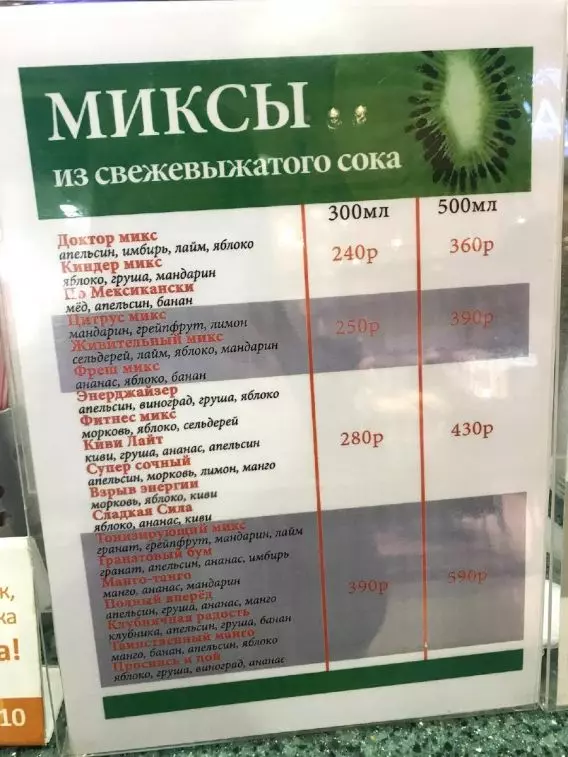 МИКСЫ
из свежевыжатого сока
300мл 500мл
Доктор микс
апельсин, имбирь, лайм, яблоко
Киндер микс
яблоко, груша, мандарин
По Мексикански
мёд, апельсин, банан
240р 360р
Цитрус микс
мандарин, грейпфрут, лимон
Живительный микс
сельдерей, лайм, яблоко, мандарин
Фреш микс
ананас, яблоко, банан
250р 390р
Энерджайзер
апельсин, виноград, груша, яблоко
Фитнес микс
морковь, яблоко, сельдерей
Киви Лайт
киви, груша, ананас, апельсин
Супер сочный
апельсин, морковь, лимон, манго
Взрыв энергии
морковь, яблоко, киви
Сладкая Сила
яблоко, ананас, киви
280р 430р
Тонизирующий микс
гранат, грейпфрут, мандарин, лайм
Гранатовый бум
гранат, апельсин, ананас, имбирь
Манго-танго
манго, ананас, мандарин
Полный вперёд
апельсин, груша, ананас, манго
Клубничная радость
клубника, апельсин, груша, банан
Таинственный манго
манго, банан, апельсин, яблоко
Проснись и пой
яблоко, груша, виноград, ананас
390р 590р
а!
10